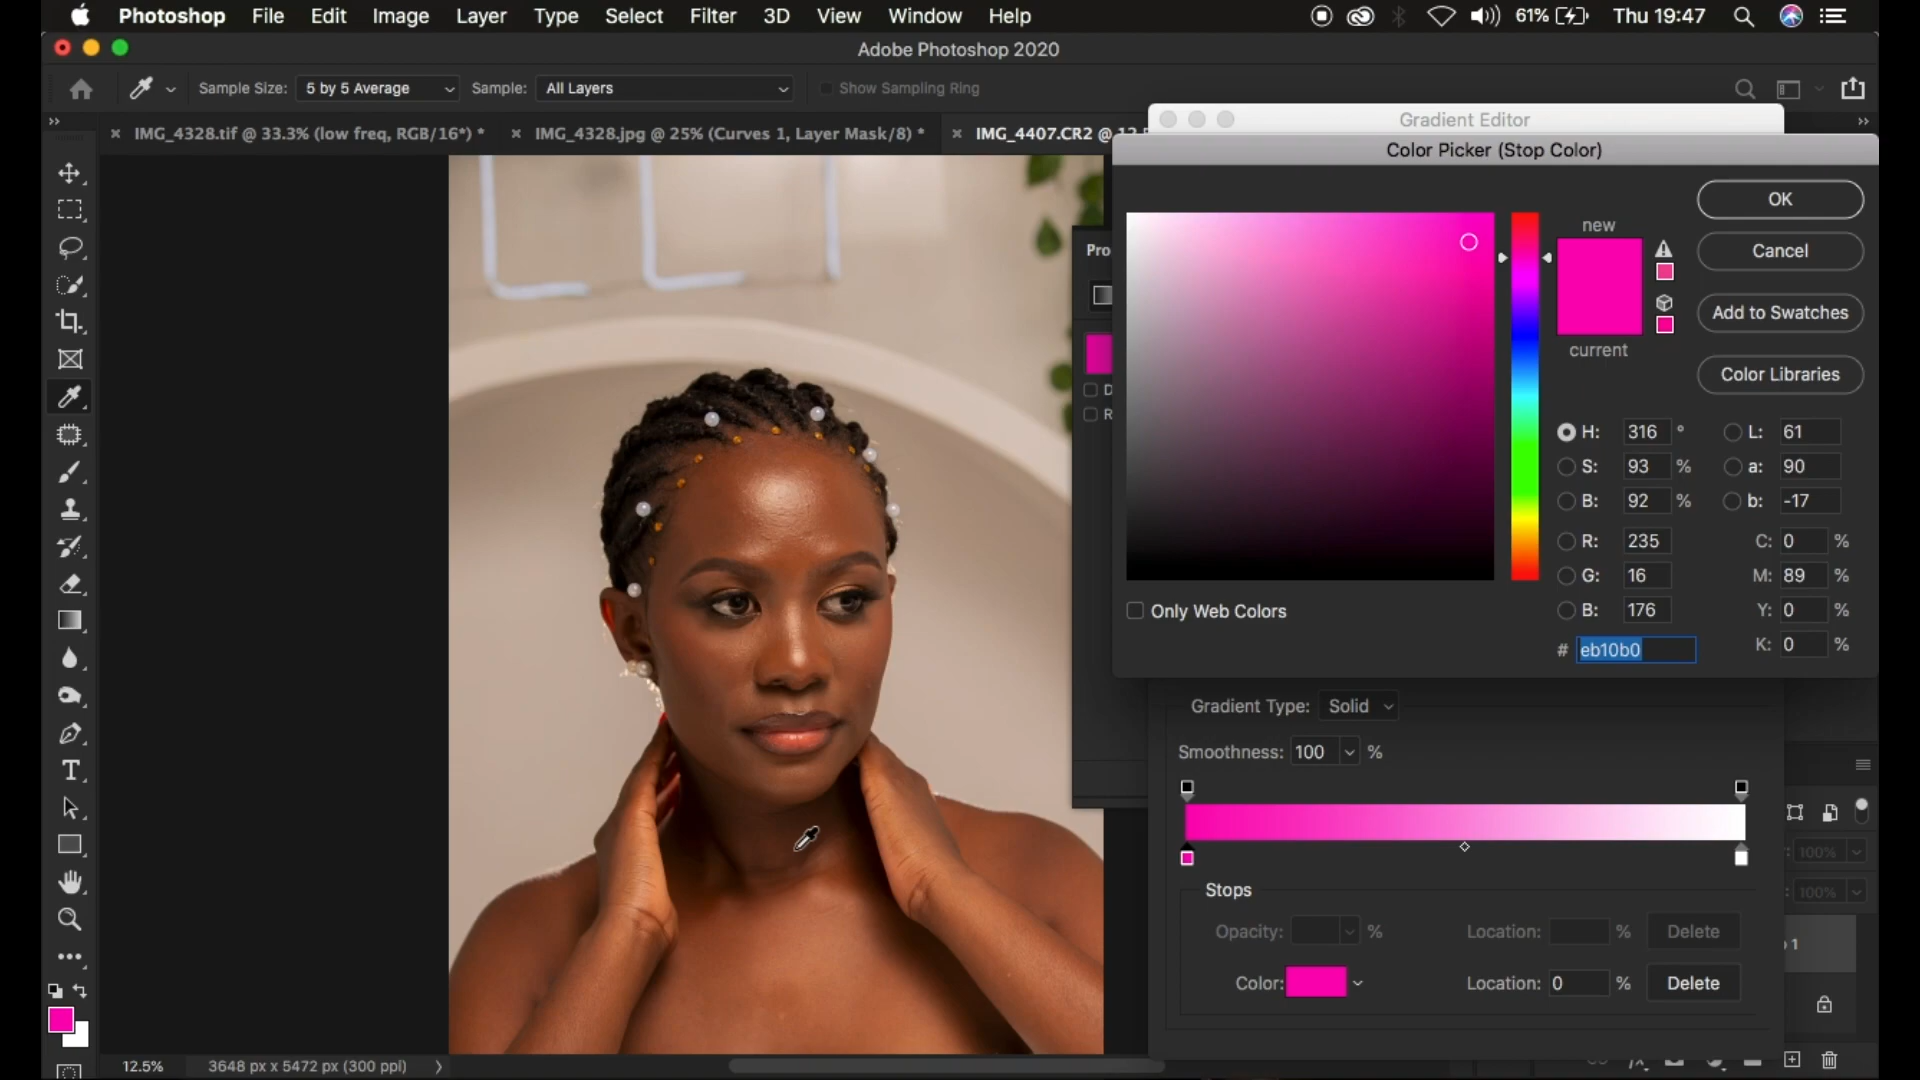 Photoshop File Edit Image Layer Type Select Filter 3D View Window Help 61% Thu 19:47
Adobe Photoshop 2020
Sample Size: 5 by 5 Average Sample: All Layers Show Sampling Ring
IMG_4328.tif @ 33.3% (low freq, RGB/16*) * IMG_4328.jpg @ 25% (Curves 1, Layer Mask/8) * IMG_4407.CR2 @
Gradient Editor
Color Picker (Stop Color)
OK
new
Cancel
Pro
Add to Swatches
current
Color Libraries
D
R
H: 316 ° L: 61
S: 93 % a: 90
B: 92 % b: -17
R: 235 C: 0 %
G: 16 M: 89 %
Only Web Colors B: 176 Y: 0 %
# eb10b0 K: 0 %
Gradient Type: Solid
Smoothness: 100 %
: 100%
Stops
: 100%
Opacity: % Location: % Delete
1
Color: Location: 0 % Delete
T
12.5% 3648 px x 5472 px (300 ppi)
fx